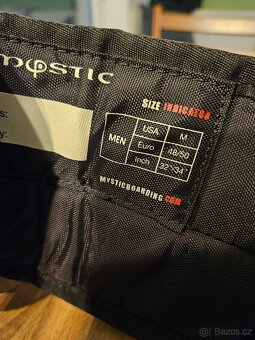 mystic
SIZE INDICATOR
MEN
USA M
Euro 48/50
Inch 32"/34"
MYSTICBOARDING.COM
s:
y:
Bazos.cz